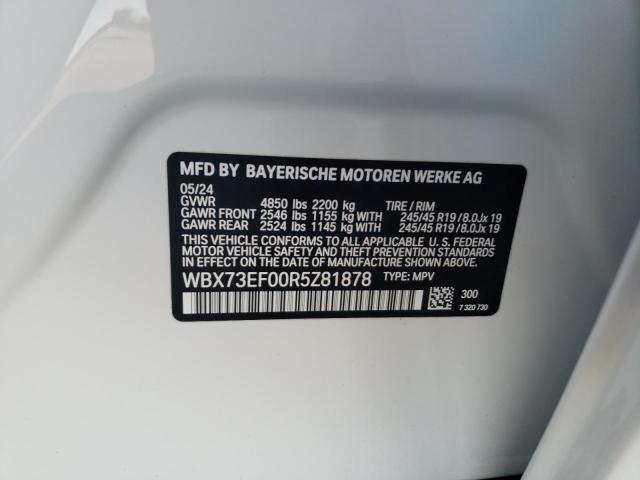 MFD BY BAYERISCHE MOTOREN WERKE AG
05/24
GVWR 4850 lbs 2200 kg TIRE / RIM
GAWR FRONT 2546 lbs 1155 kg WITH 245/45 R19 /8.0Jx 19
GAWR REAR 2524 lbs 1145 kg WITH 245/45 R19 /8.0Jx 19
THIS VEHICLE CONFORMS TO ALL APPLICABLE U. S. FEDERAL
MOTOR VEHICLE SAFETY AND THEFT PREVENTION STANDARDS
IN EFFECT ON THE DATE OF MANUFACTURE SHOWN ABOVE.
WBX73EF00R5Z81878 TYPE: MPV
300
7 320 730